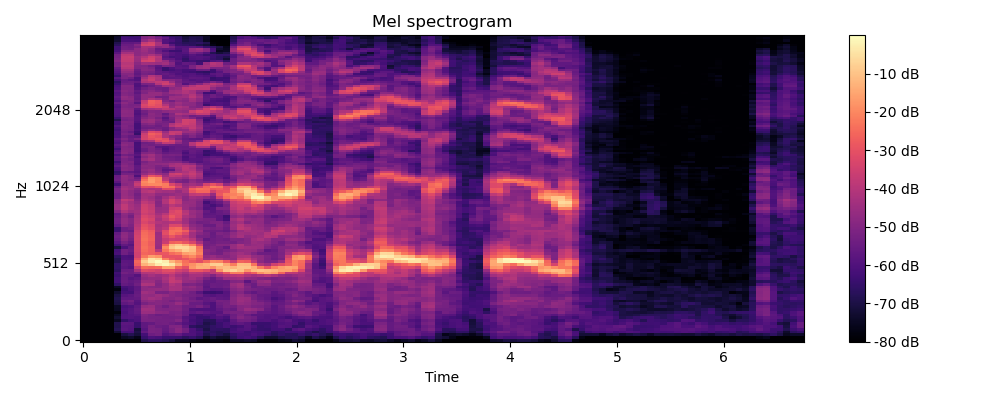 Mel spectrogram
Hz
2048
1024
512
0
0 1 2 3 4 5 6
Time
-10 dB
-20 dB
-30 dB
-40 dB
-50 dB
-60 dB
-70 dB
-80 dB